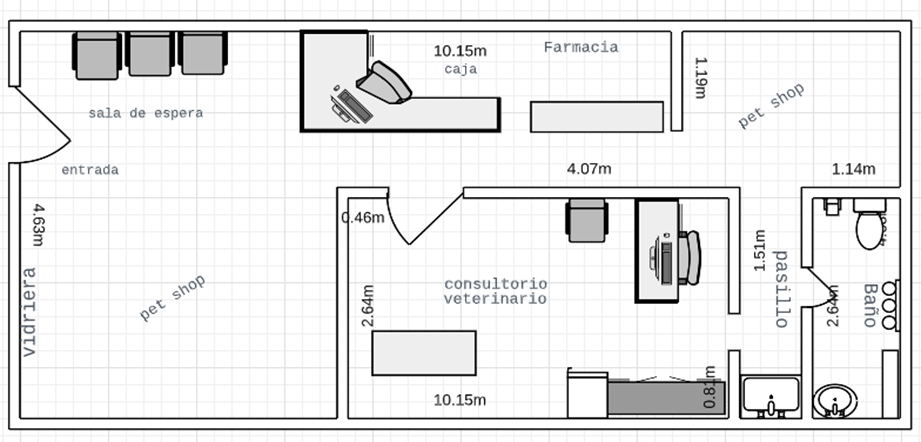 10.15m
caja
Farmacia
1.19m
pet shop
sala de espera
entrada
4.07m
1.14m
4.63m
0.46m
vidriera
pet shop
consultorio
veterinario
2.64m
1.51m
pasillo
2.64m
Baño
10.15m
0.81m